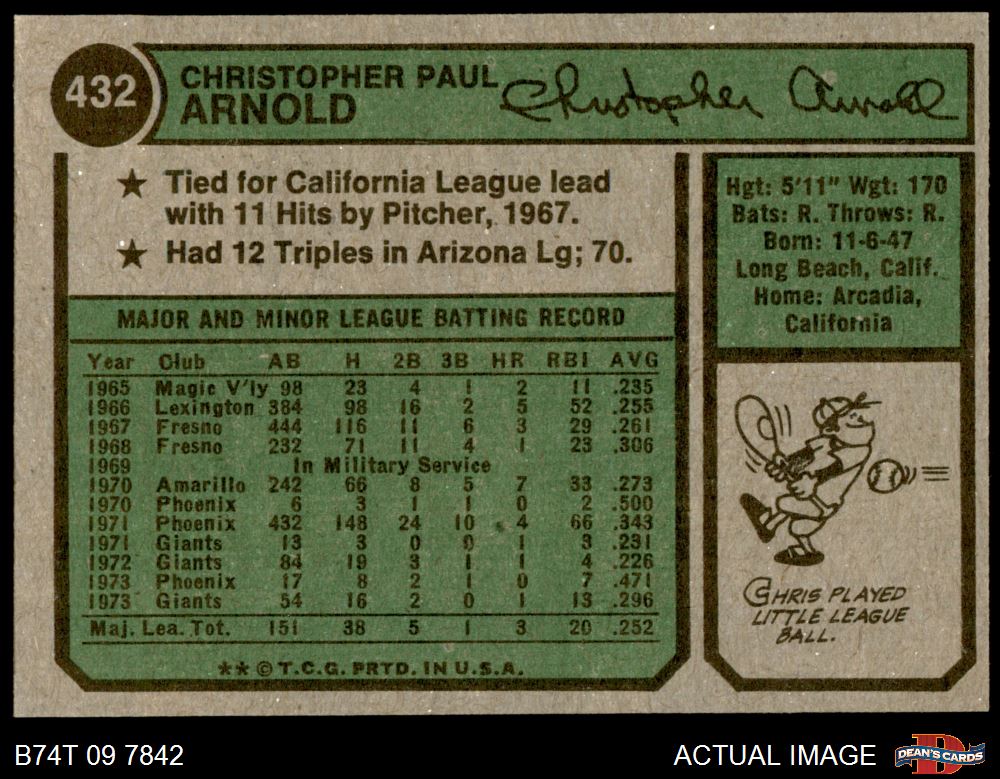 432
CHRISTOPHER PAUL
ARNOLD
Christopher Arnold
★ Tied for California League lead
with 11 Hits by Pitcher, 1967.
★ Had 12 Triples in Arizona Lg; 70.
Hgt: 5'11" Wgt: 170
Bats: R. Throws: R.
Born: 11-6-47
Long Beach, Calif.
Home: Arcadia,
California
MAJOR AND MINOR LEAGUE BATTING RECORD
Year Club AB H 2B 3B HR RBI AVG
1965 Magic V'ly 98 23 4 1 2 11 .235
1966 Lexington 384 98 16 2 5 52 .255
1967 Fresno 444 116 11 6 3 29 .261
1968 Fresno 232 71 11 4 1 23 .306
1969 In Military Service
1970 Amarillo 242 66 8 5 7 33 .273
1970 Phoenix 6 3 1 1 0 2 .500
1971 Phoenix 432 148 24 10 4 66 .343
1971 Giants 13 3 0 0 1 3 .231
1972 Giants 84 19 3 1 1 4 .226
1973 Phoenix 17 8 2 1 0 7 .471
1973 Giants 54 16 2 0 1 13 .296
Maj. Lea. Tot. 151 38 5 1 3 20 .252
** © T.C.G. PRTD. IN U.S.A.
CHRIS PLAYED
LITTLE LEAGUE
BALL.
B74T 09 7842
ACTUAL IMAGE
D
DEAN'S CARDS